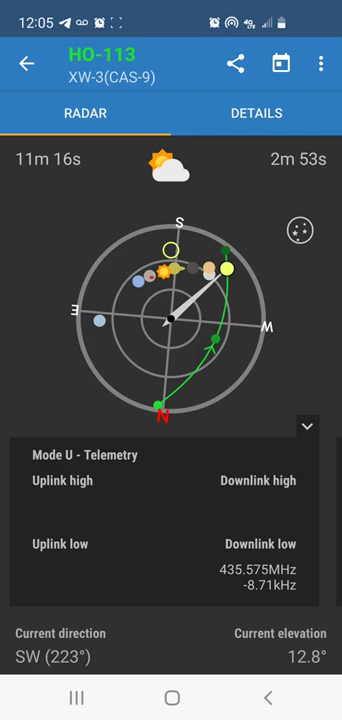 12:05
4G
HO-113
XW-3(CAS-9)
RADAR DETAILS
11m 16s 2m 53s
S
E
W
N
Mode U - Telemetry
Uplink high Downlink high
Uplink low Downlink low
435.575MHz
-8.71kHz
Current direction Current elevation
SW (223°) 12.8°